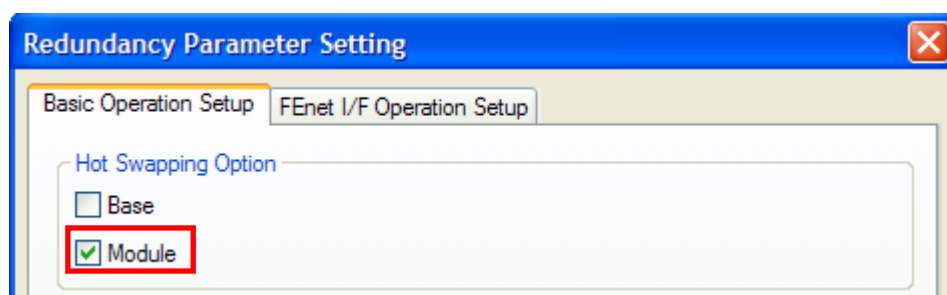 Redundancy Parameter Setting
Basic Operation Setup FEnet I/F Operation Setup
Hot Swapping Option
Base
Module